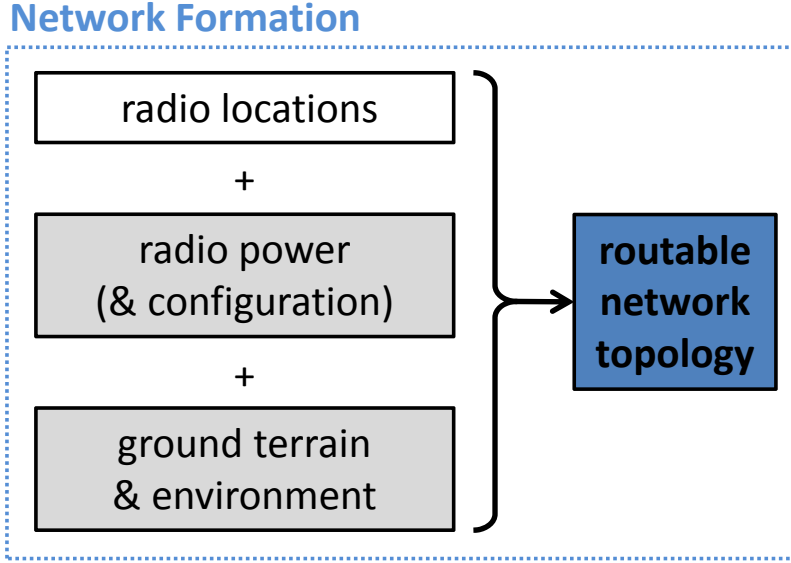 Network Formation
radio locations
+
radio power
(& configuration)
+
ground terrain
& environment
routable
network
topology